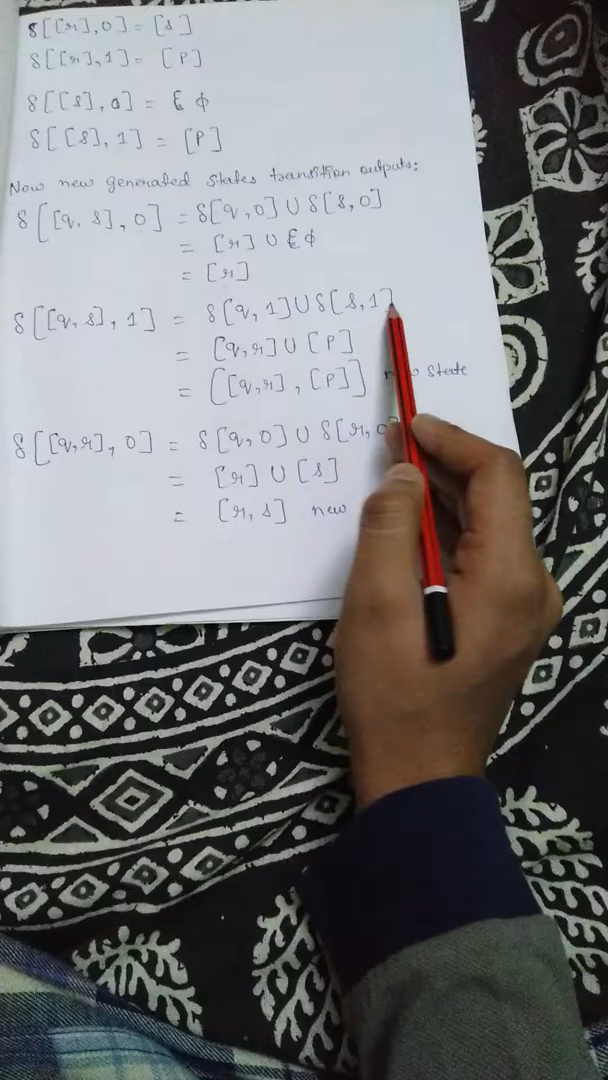 δ[[r],0] = [s]
δ[[r],1] = [P]
δ[[s],0] = ϕ
δ[[s],1] = [P]
Now new generated states transition outputs:
δ[[q,s],0] = δ[q,0] ∪ δ[s,0]
= [r] ∪ ϕ
= [r]
δ[[q,s],1] = δ[q,1] ∪ δ[s,1]
= [q,r] ∪ [P]
= [[q,r],[P]] state
δ[[q,r],0] = δ[q,0] ∪ δ[r,0
= [r] ∪ [s]
= [r,s] new